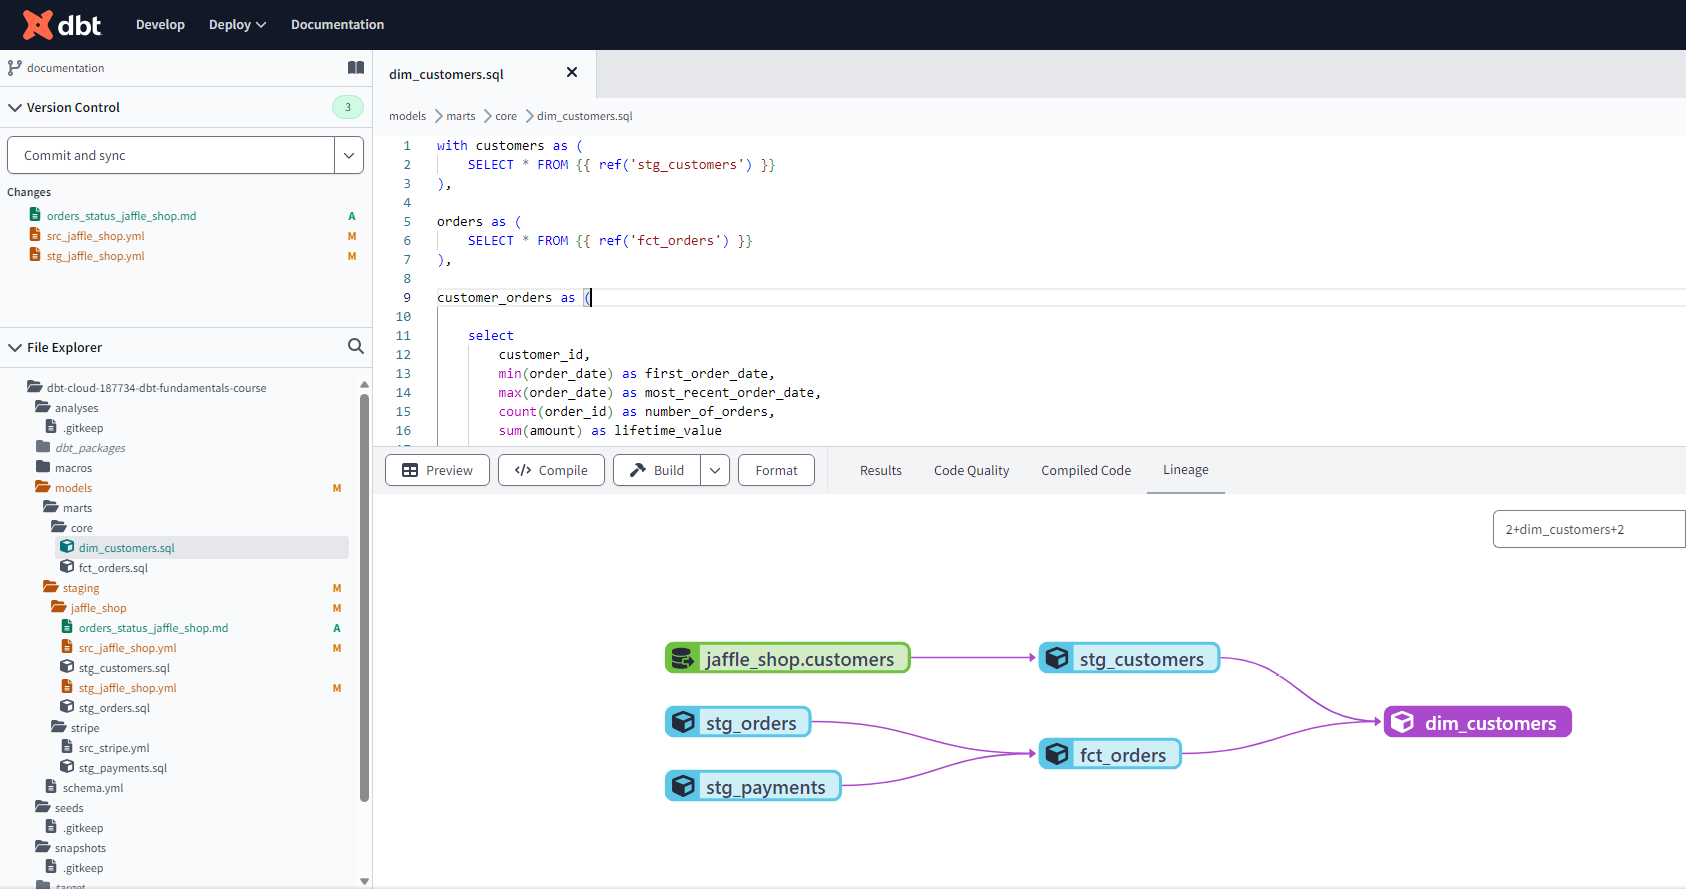 dbt
Develop
Deploy
Documentation
documentation
Version Control
3
Commit and sync
Changes
orders_status_jaffle_shop.md A
src_jaffle_shop.yml M
stg_jaffle_shop.yml M
File Explorer
dbt-cloud-187734-dbt-fundamentals-course
analyses
.gitkeep
dbt_packages
macros
models M
marts
core
dim_customers.sql
fct_orders.sql
staging M
jaffle_shop M
orders_status_jaffle_shop.md A
src_jaffle_shop.yml M
stg_customers.sql
stg_jaffle_shop.yml M
stg_orders.sql
stripe
src_stripe.yml
stg_payments.sql
schema.yml
seeds
.gitkeep
snapshots
.gitkeep
target
dim_customers.sql
models marts core dim_customers.sql
1 with customers as (
2 SELECT * FROM {{ ref('stg_customers') }}
3 ),
4
5 orders as (
6 SELECT * FROM {{ ref('fct_orders') }}
7 ),
8
9 customer_orders as (
10
11 select
12 customer_id,
13 min(order_date) as first_order_date,
14 max(order_date) as most_recent_order_date,
15 count(order_id) as number_of_orders,
16 sum(amount) as lifetime_value
Preview
Compile
Build
Format
Results
Code Quality
Compiled Code
Lineage
2+dim_customers+2
jaffle_shop.customers
stg_customers
stg_orders
dim_customers
fct_orders
stg_payments